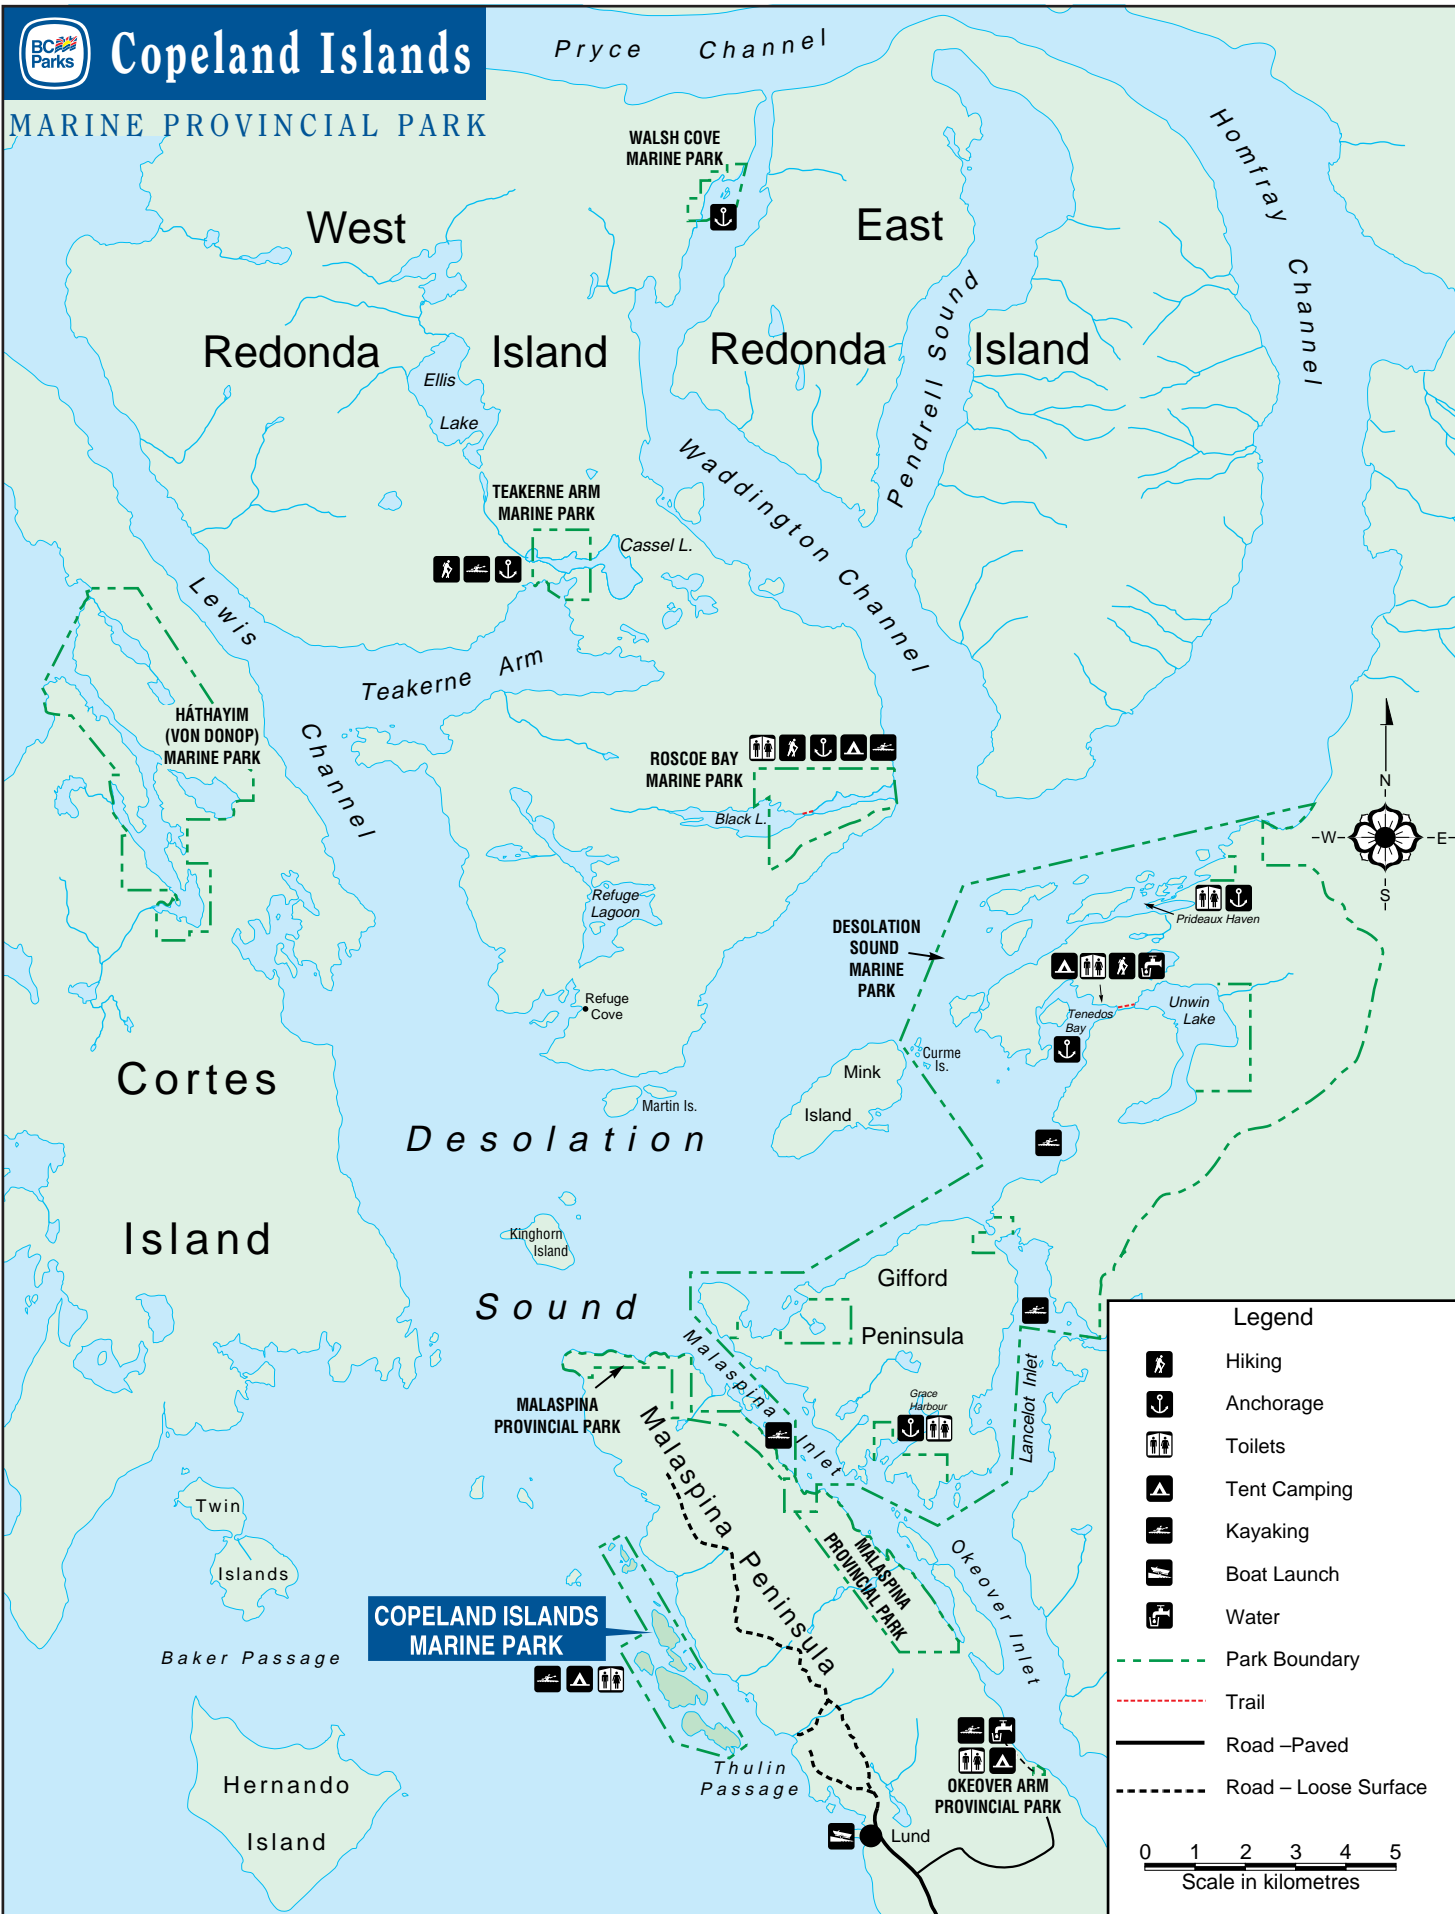 BC
Parks
Copeland Islands
MARINE PROVINCIAL PARK
Pryce Channel
Homfray Channel
WALSH COVE
MARINE PARK
West
Redonda Island
East
Redonda Island
Pendrell Sound
Ellis
Lake
Waddington Channel
TEAKERNE ARM
MARINE PARK
Cassel L.
Lewis Channel
Teakerne Arm
HÁTHAYIM
(VON DONOP)
MARINE PARK
ROSCOE BAY
MARINE PARK
Black L.
N
W
E
S
Refuge
Lagoon
Prideaux Haven
DESOLATION
SOUND
MARINE
PARK
Refuge
Cove
Tenedos
Bay
Unwin
Lake
Curme
Is.
Mink
Island
Martin Is.
Cortes
Island
Desolation
Sound
Kinghorn
Island
Gifford
Peninsula
Malaspina Inlet
Lancelot Inlet
Grace
Harbour
MALASPINA
PROVINCIAL PARK
Malaspina Peninsula
MALASPINA
PROVINCIAL PARK
Okeover Inlet
Twin
Islands
COPELAND ISLANDS
MARINE PARK
Baker Passage
Thulin
Passage
Hernando
Island
OKEOVER ARM
PROVINCIAL PARK
Lund
Legend
Hiking
Anchorage
Toilets
Tent Camping
Kayaking
Boat Launch
Water
Park Boundary
Trail
Road –Paved
Road – Loose Surface
0 1 2 3 4 5
Scale in kilometres